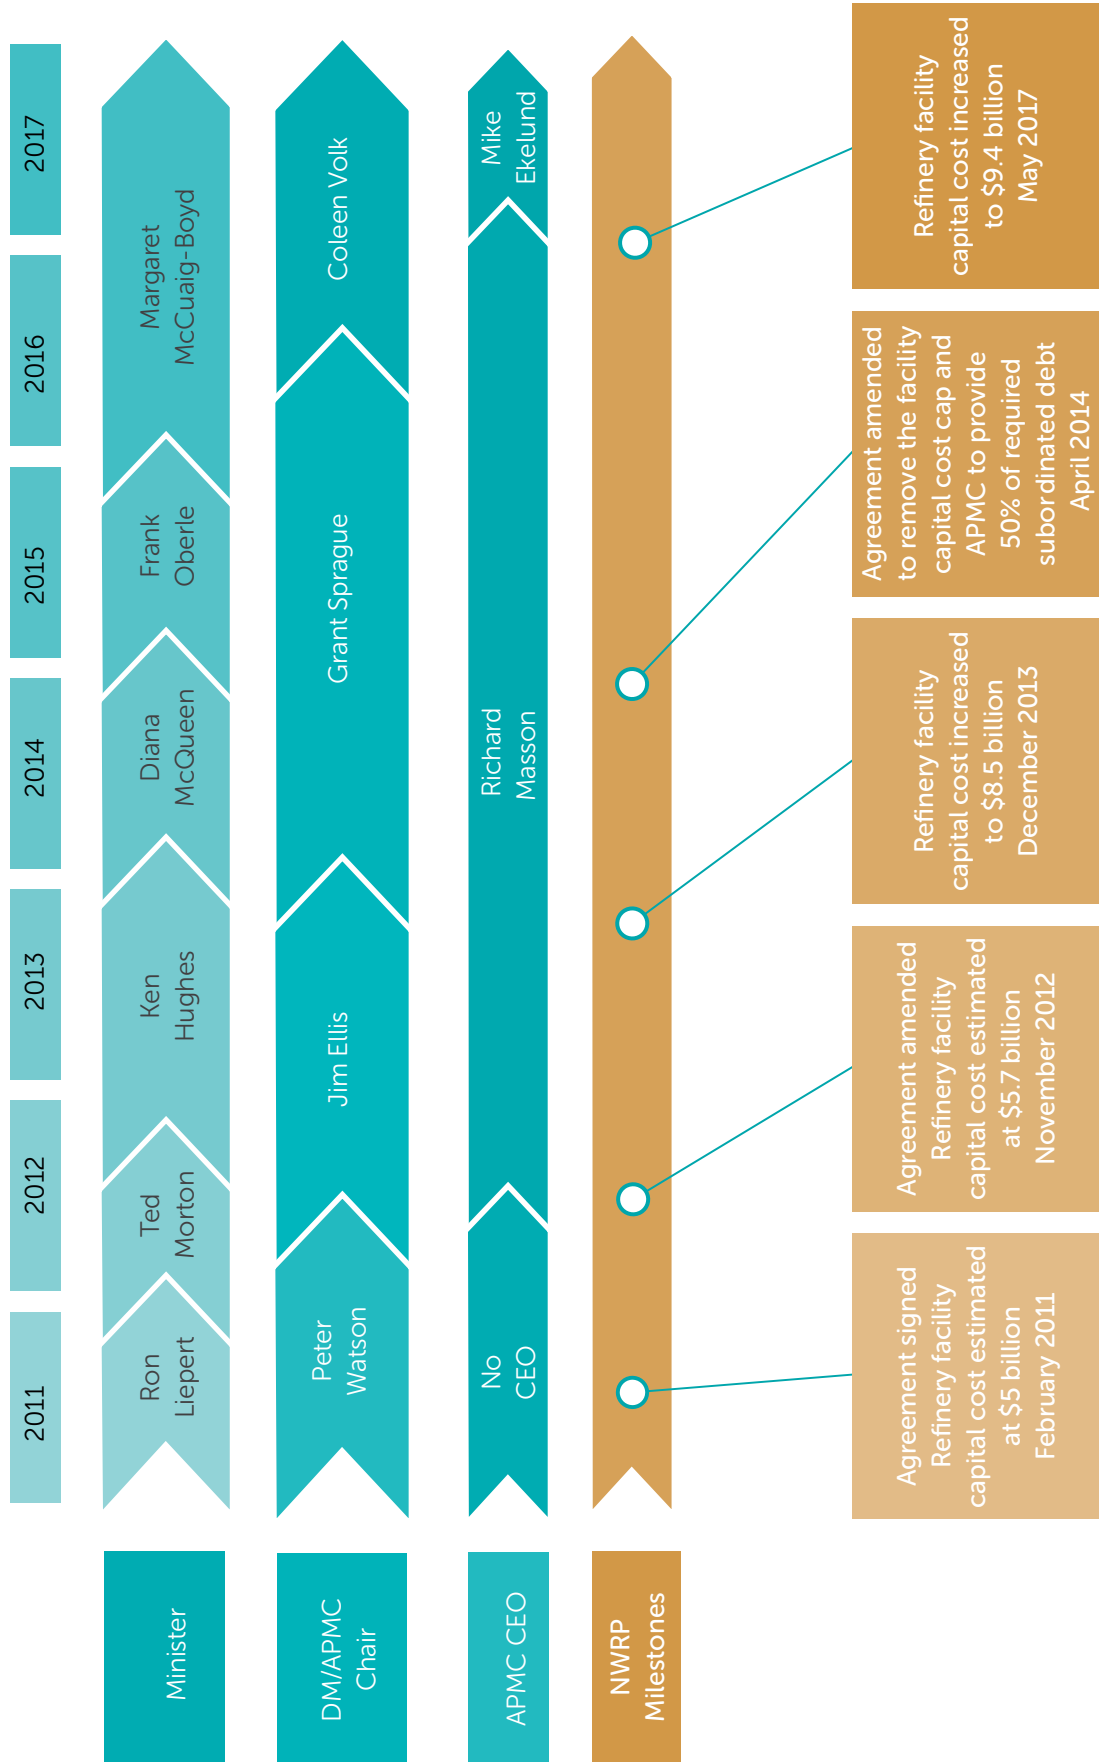 2011
2012
2013
2014
2015
2016
2017
Minister
Ron
Liepert
Ted
Morton
Ken
Hughes
Diana
McQueen
Frank
Oberle
Margaret
McCuaig-Boyd
DM/APMC
Chair
Peter
Watson
Jim Ellis
Grant Sprague
Coleen Volk
APMC CEO
No
CEO
Richard
Masson
Mike
Ekelund
NWRP
Milestones
Agreement signed
Refinery facility
capital cost estimated
at $5 billion
February 2011
Agreement amended
Refinery facility
capital cost estimated
at $5.7 billion
November 2012
Refinery facility
capital cost increased
to $8.5 billion
December 2013
Agreement amended
to remove the facility
capital cost cap and
APMC to provide
50% of required
subordinated debt
April 2014
Refinery facility
capital cost increased
to $9.4 billion
May 2017